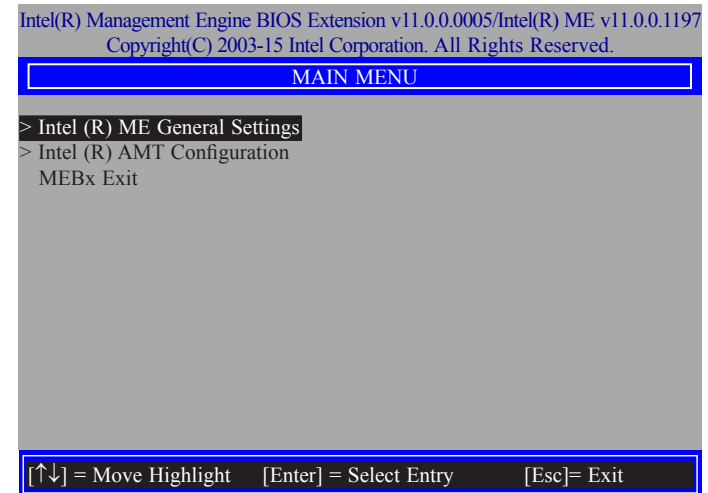 Intel(R) Management Engine BIOS Extension v11.0.0.0005/Intel(R) ME v11.0.0.1197
Copyright(C) 2003-15 Intel Corporation. All Rights Reserved.
MAIN MENU
> Intel (R) ME General Settings
> Intel (R) AMT Configuration
MEBx Exit
[↑↓] = Move Highlight [Enter] = Select Entry [Esc]= Exit